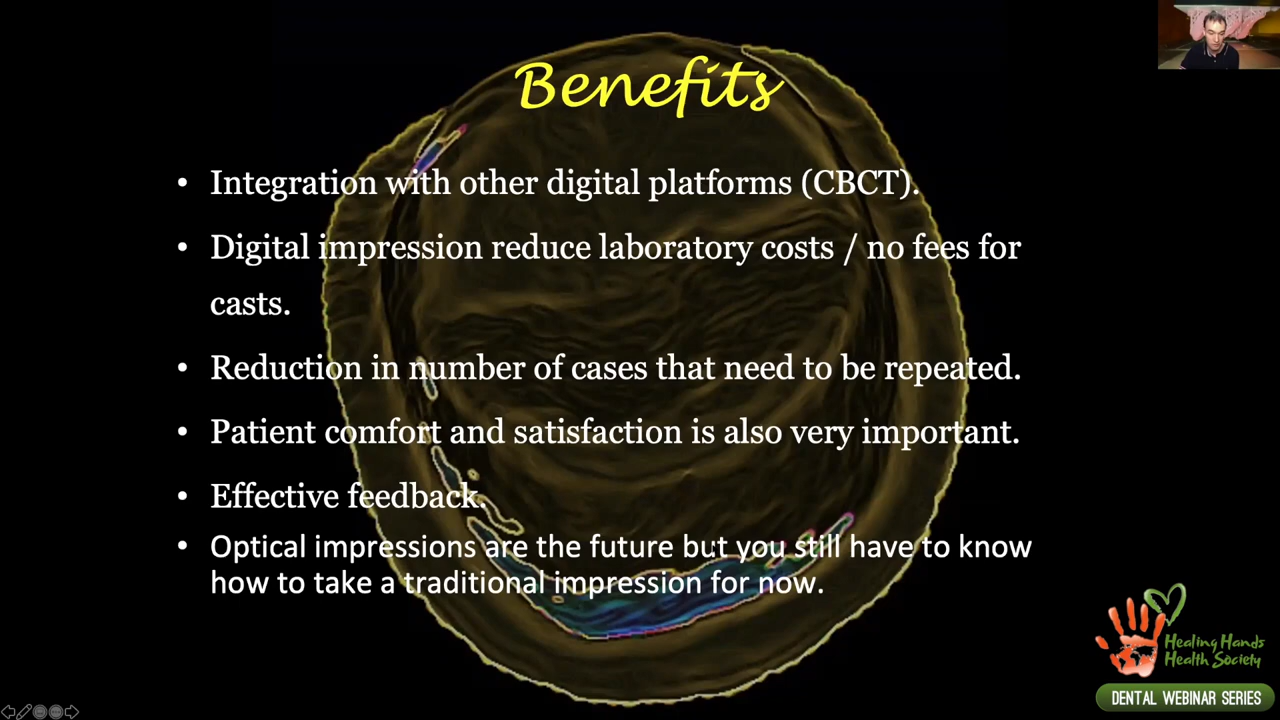 Benefits
• Integration with other digital platforms (CBCT).
• Digital impression reduce laboratory costs / no fees for
casts.
• Reduction in number of cases that need to be repeated.
• Patient comfort and satisfaction is also very important.
• Effective feedback.
• Optical impressions are the future but you still have to know
how to take a traditional impression for now.
Healing Hands
Health Society
DENTAL WEBINAR SERIES